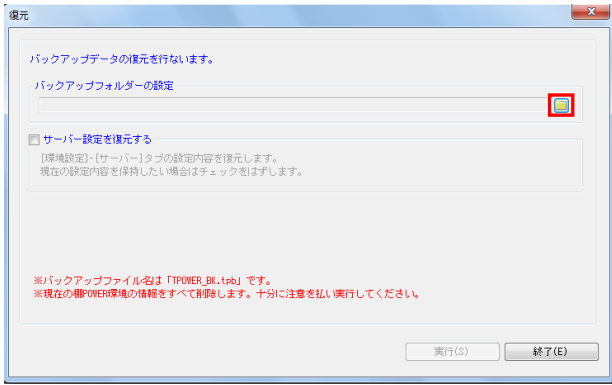 復元
バックアップデータの復元を行ないます。
バックアップフォルダーの設定
サーバー設定を復元する
[環境設定]-[サーバー]タブの設定内容を復元します。
現在の設定内容を保持したい場合はチェックをはずします。
※バックアップファイル名は「TPOWER_BK.tpb」です。
※現在の棚POWER環境の情報をすべて削除します。十分に注意を払い実行してください。
実行(S)
終了(E)